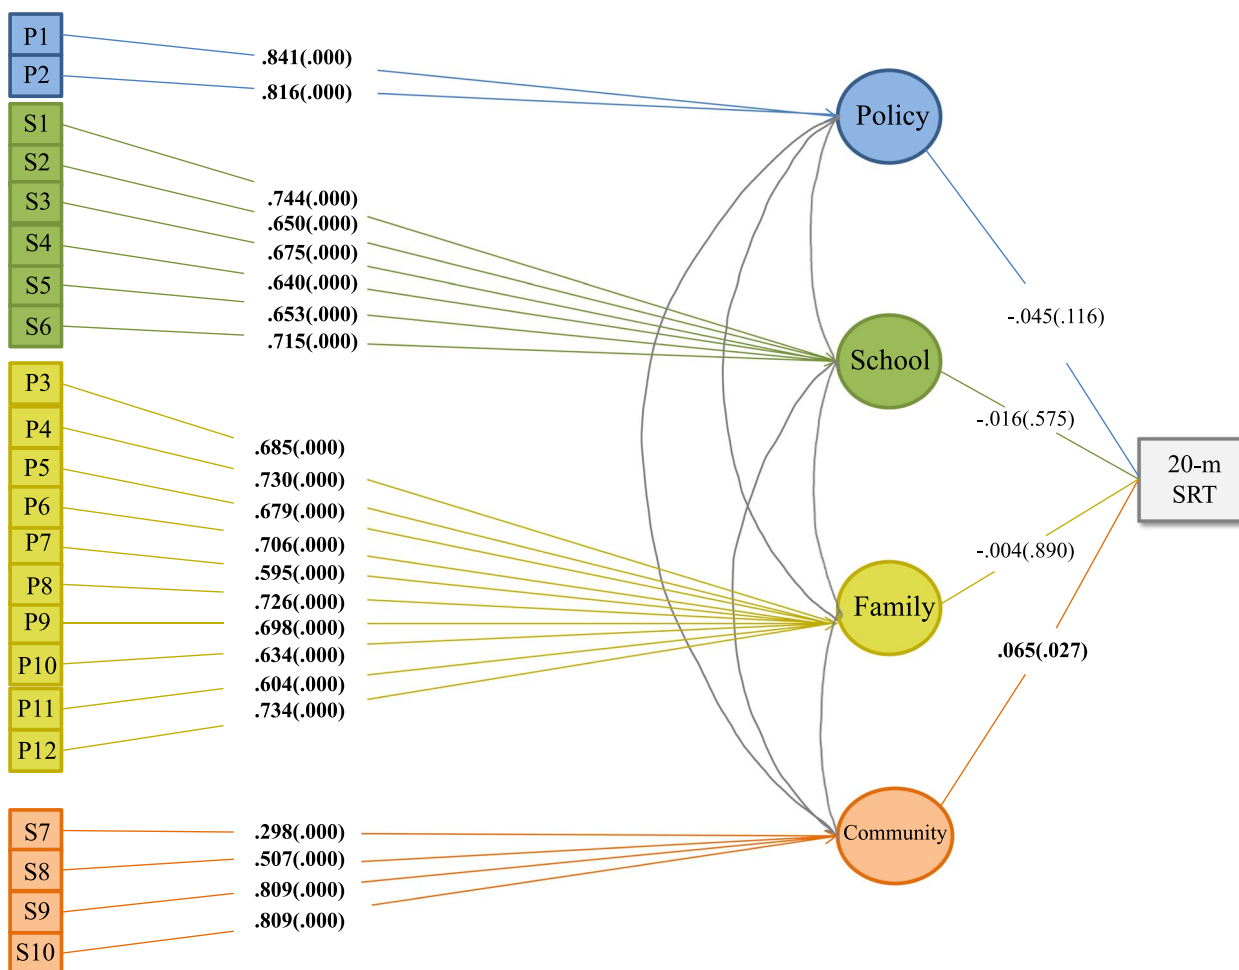 P1
P2
.841(.000)
.816(.000)
Policy
S1
S2
S3
S4
S5
S6
.744(.000)
.650(.000)
.675(.000)
.640(.000)
.653(.000)
.715(.000)
School
P3
P4
P5
P6
P7
P8
P9
P10
P11
P12
.685(.000)
.730(.000)
.679(.000)
.706(.000)
.595(.000)
.726(.000)
.698(.000)
.634(.000)
.604(.000)
.734(.000)
Family
S7
S8
S9
S10
.298(.000)
.507(.000)
.809(.000)
.809(.000)
Community
-.045(.116)
-.016(.575)
-.004(.890)
.065(.027)
20-m
SRT